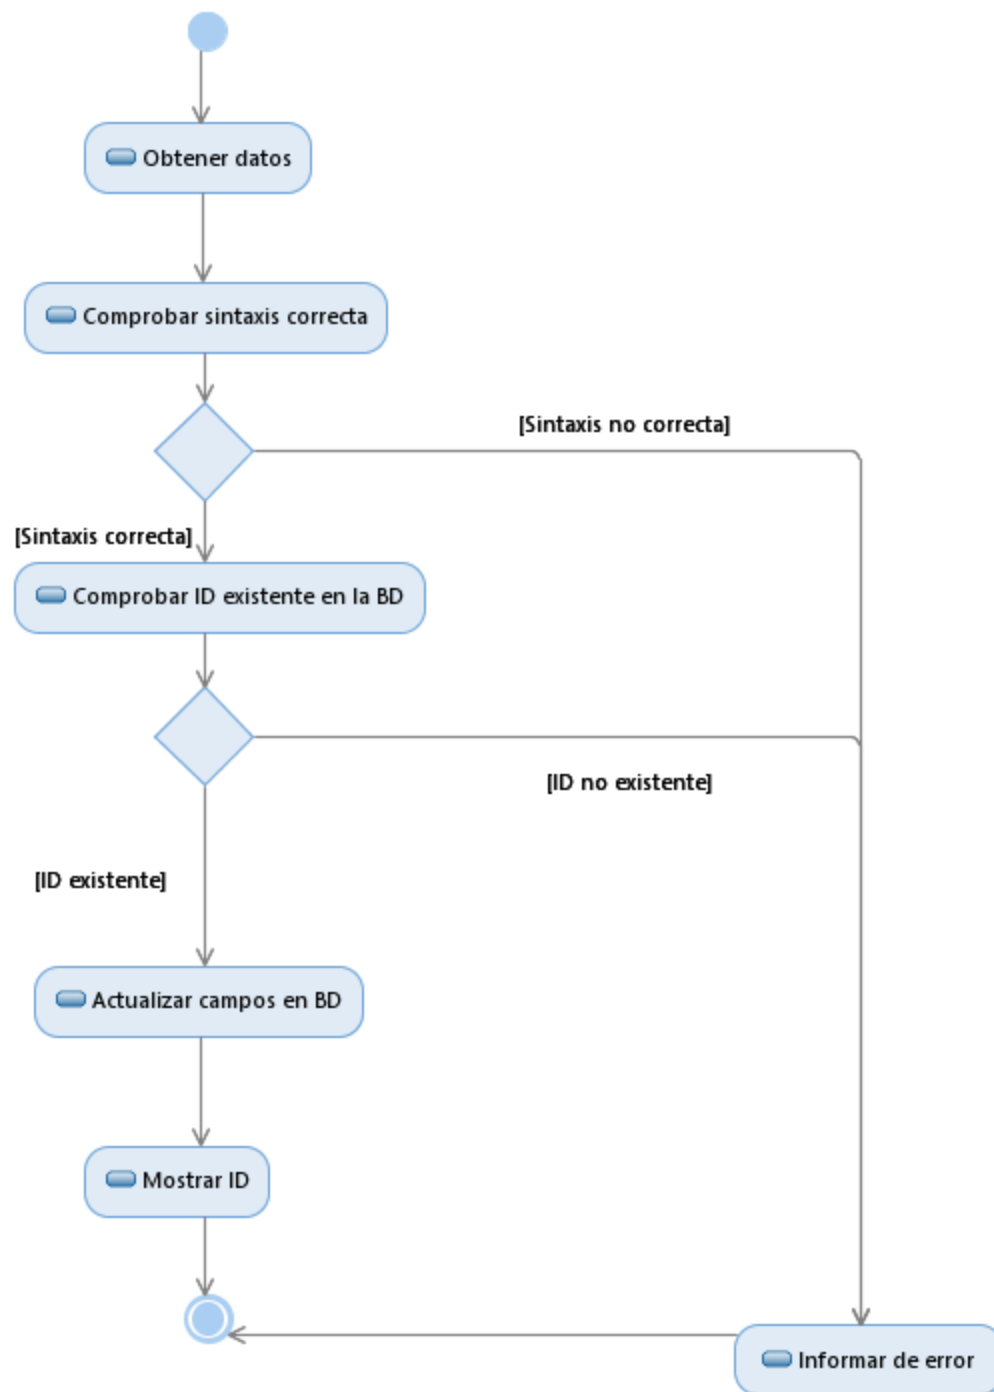 Obtener datos
Comprobar sintaxis correcta
[Sintaxis no correcta]
[Sintaxis correcta]
Comprobar ID existente en la BD
[ID no existente]
[ID existente]
Actualizar campos en BD
Mostrar ID
Informar de error